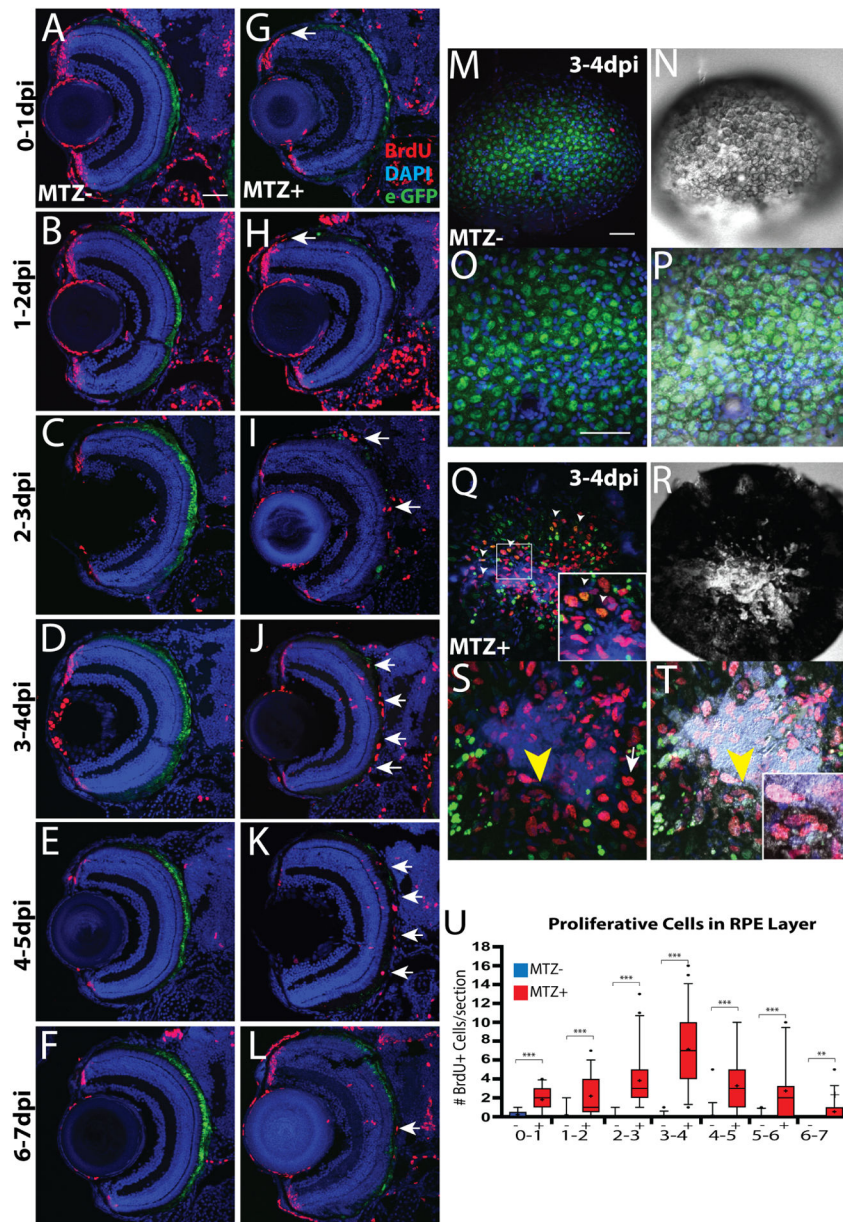 A
G
0-1dpi
MTZ-
MTZ+
BrdU
DAPI
eGFP
B
H
1-2dpi
C
I
2-3dpi
D
J
3-4dpi
E
K
4-5dpi
F
L
6-7dpi
M
3-4dpi
N
MTZ-
O
P
Q
3-4dpi
R
MTZ+
S
T
U
Proliferative Cells in RPE Layer
# BrdU+ Cells/section
18
16
14
12
10
8
6
4
2
0
MTZ-
MTZ+
*** *** *** *** *** *** **
- + - + - + - + - + - + - +
0-1 1-2 2-3 3-4 4-5 5-6 6-7